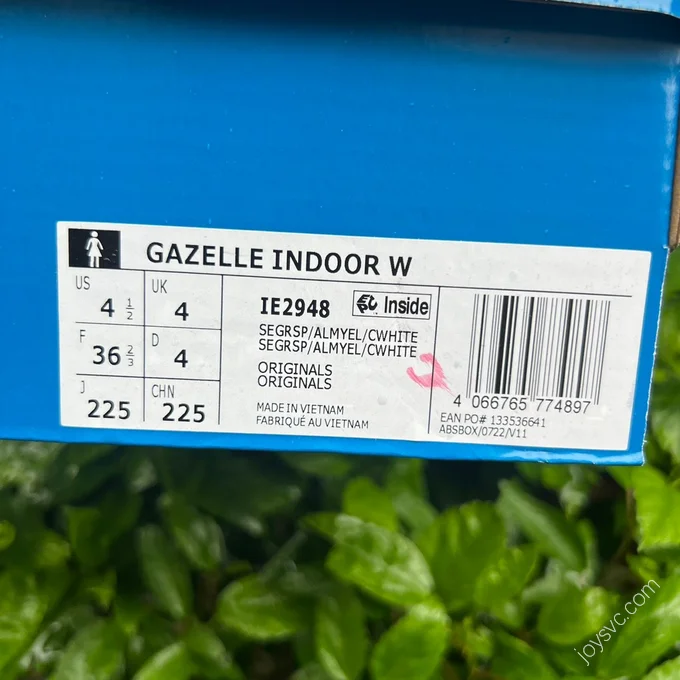 GAZELLE INDOOR W
US
4 1/2
UK
4
F
36 2/3
D
4
J
225
CHN
225
IE2948
Inside
SEGRSP/ALMYEL/CWHITE
SEGRSP/ALMYEL/CWHITE
ORIGINALS
ORIGINALS
MADE IN VIETNAM
FABRIQUÉ AU VIETNAM
4 066765 774897
EAN PO# 133536641
ABSBOX/0722/V11
joysvc.com